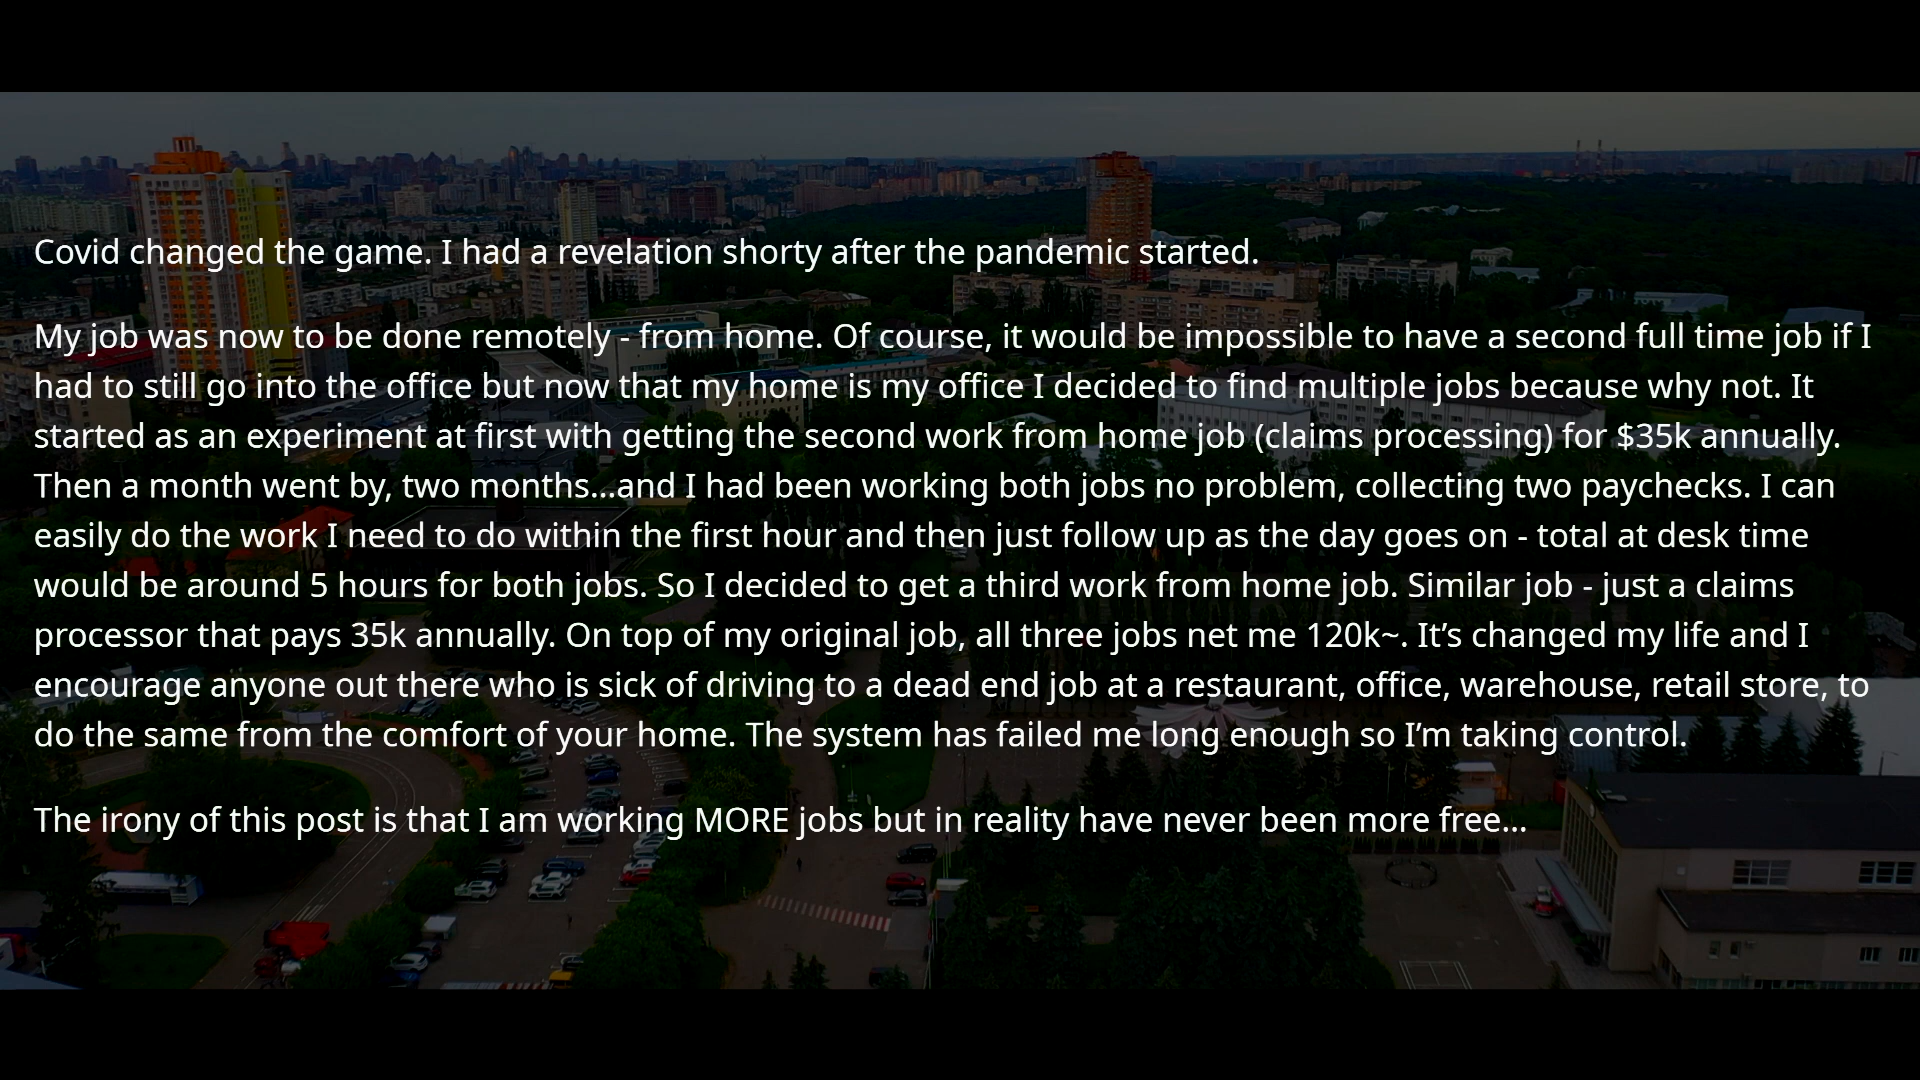 Covid changed the game. I had a revelation shorty after the pandemic started.
My job was now to be done remotely - from home. Of course, it would be impossible to have a second full time job if I
had to still go into the office but now that my home is my office I decided to find multiple jobs because why not. It
started as an experiment at first with getting the second work from home job (claims processing) for $35k annually.
Then a month went by, two months...and I had been working both jobs no problem, collecting two paychecks. I can
easily do the work I need to do within the first hour and then just follow up as the day goes on - total at desk time
would be around 5 hours for both jobs. So I decided to get a third work from home job. Similar job - just a claims
processor that pays 35k annually. On top of my original job, all three jobs net me 120k~. It’s changed my life and I
encourage anyone out there who is sick of driving to a dead end job at a restaurant, office, warehouse, retail store, to
do the same from the comfort of your home. The system has failed me long enough so I’m taking control.
The irony of this post is that I am working MORE jobs but in reality have never been more free...